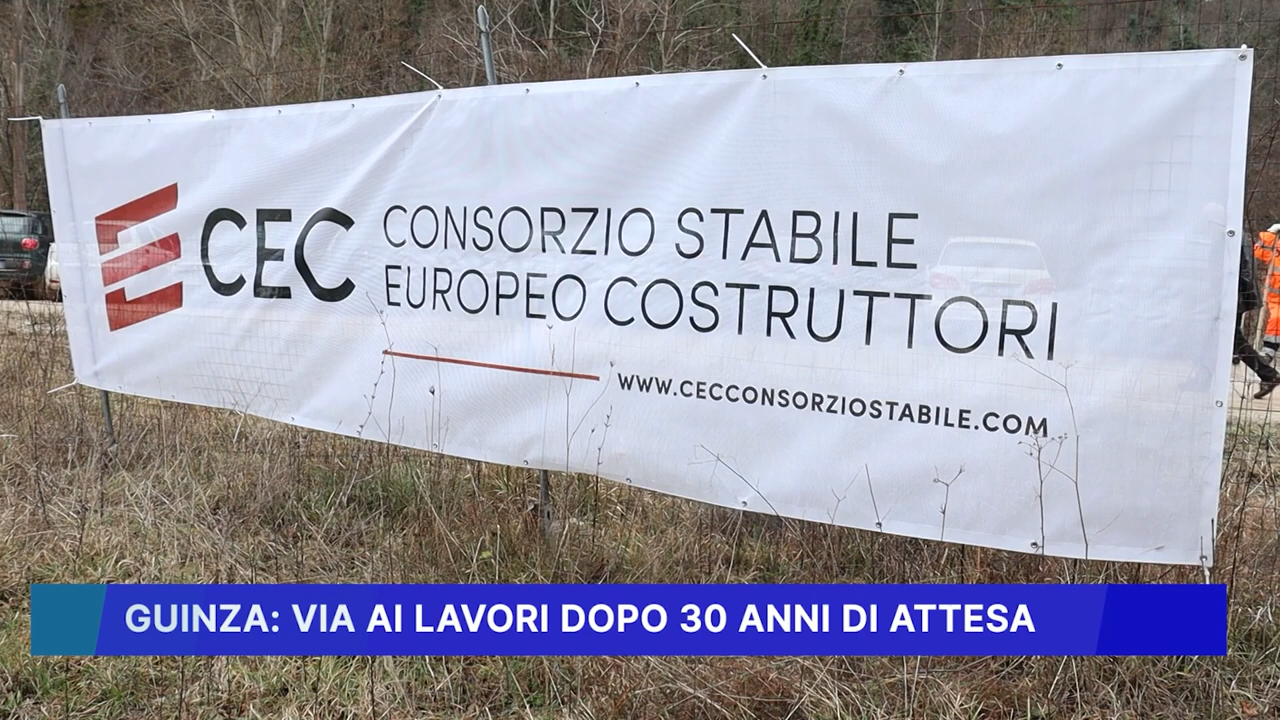 CEC
CONSORZIO STABILE
EUROPEO COSTRUTTORI
WWW.CECCONSORZIOSTABILE.COM
GUINZA: VIA AI LAVORI DOPO 30 ANNI DI ATTESA